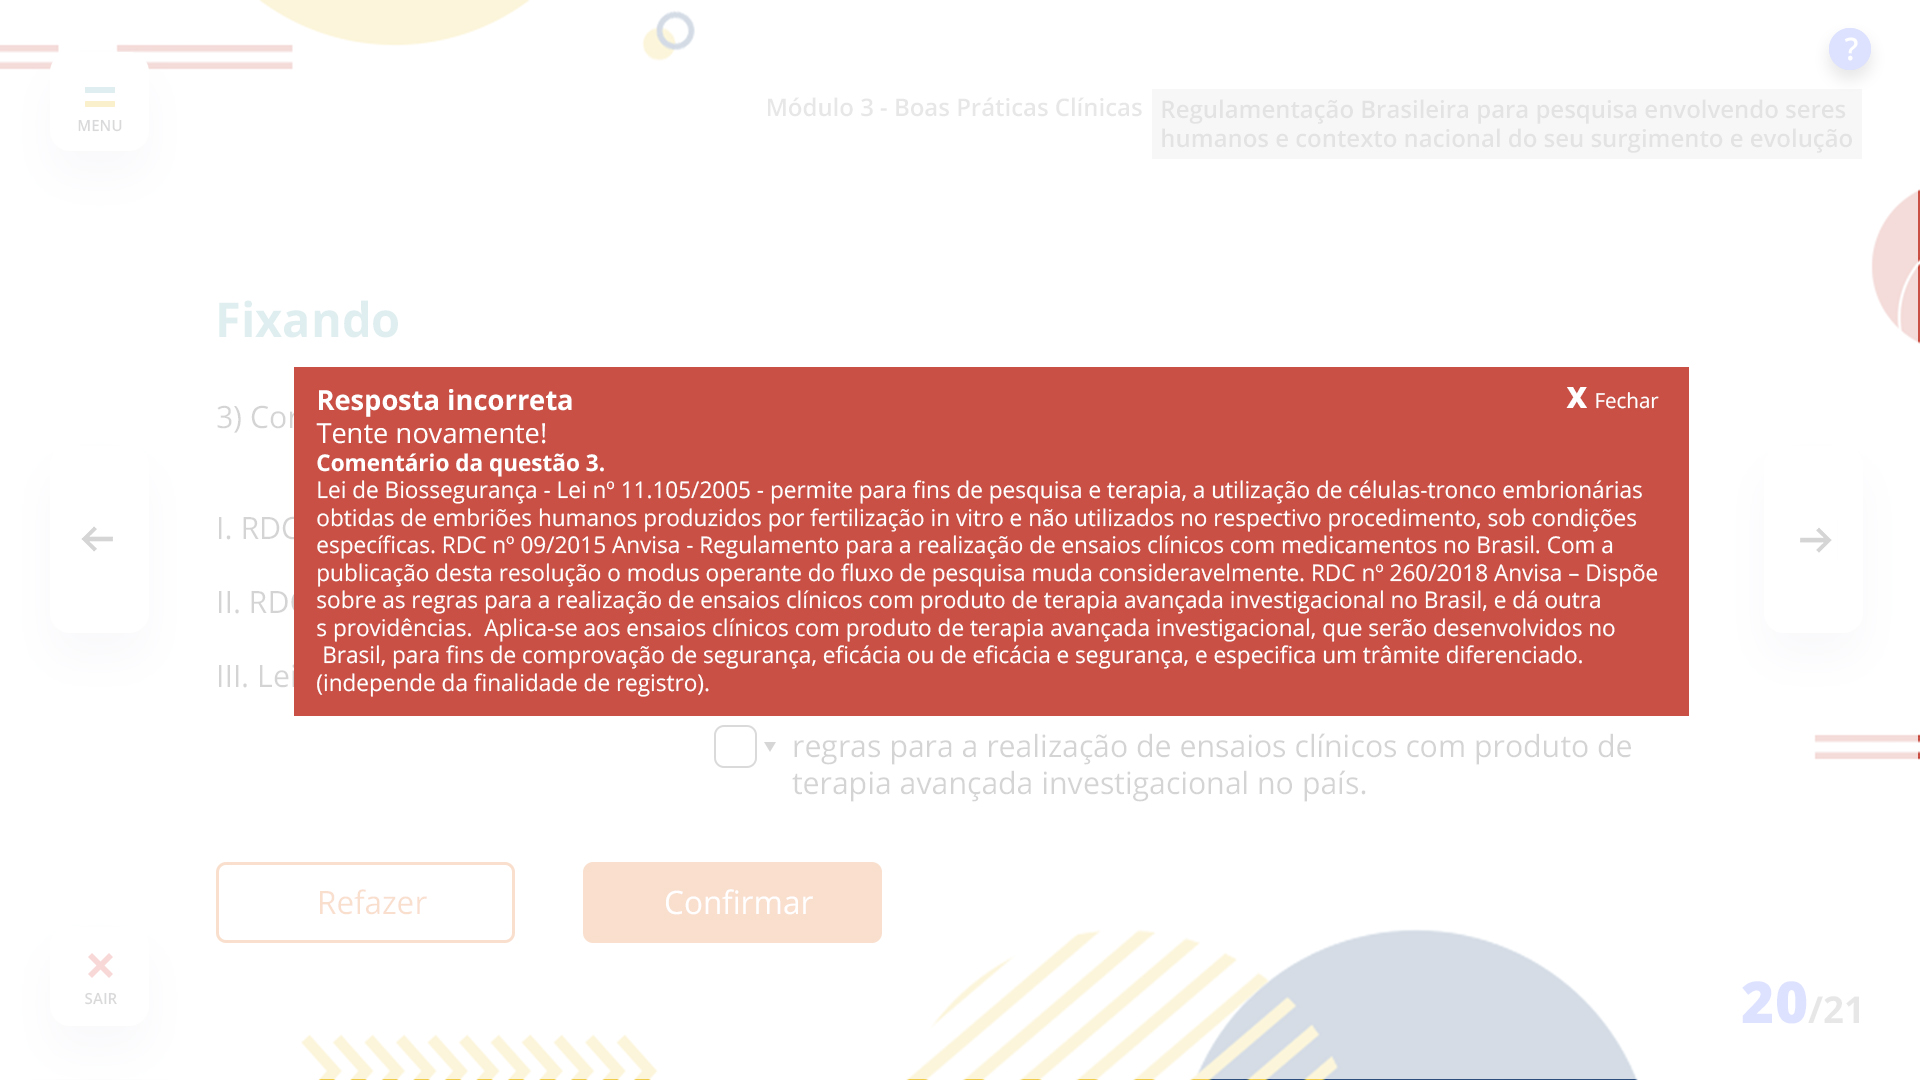 ?
MENU
Módulo 3 - Boas Práticas Clínicas
Regulamentação Brasileira para pesquisa envolvendo seres
humanos e contexto nacional do seu surgimento e evolução
Fixando
3)
I.
II.
III. Lei
Resposta incorreta
X Fechar
Tente novamente!
Comentário da questão 3.
Lei de Biossegurança - Lei nº 11.105/2005 - permite para fins de pesquisa e terapia, a utilização de células-tronco embrionárias
obtidas de embriões humanos produzidos por fertilização in vitro e não utilizados no respectivo procedimento, sob condições
específicas. RDC nº 09/2015 Anvisa - Regulamento para a realização de ensaios clínicos com medicamentos no Brasil. Com a
publicação desta resolução o modus operante do fluxo de pesquisa muda consideravelmente. RDC nº 260/2018 Anvisa – Dispõe
sobre as regras para a realização de ensaios clínicos com produto de terapia avançada investigacional no Brasil, e dá outra
s providências. Aplica-se aos ensaios clínicos com produto de terapia avançada investigacional, que serão desenvolvidos no
Brasil, para fins de comprovação de segurança, eficácia ou de eficácia e segurança, e especifica um trâmite diferenciado.
(independe da finalidade de registro).
regras para a realização de ensaios clínicos com produto de
terapia avançada investigacional no país.
Refazer
Confirmar
SAIR
20/21